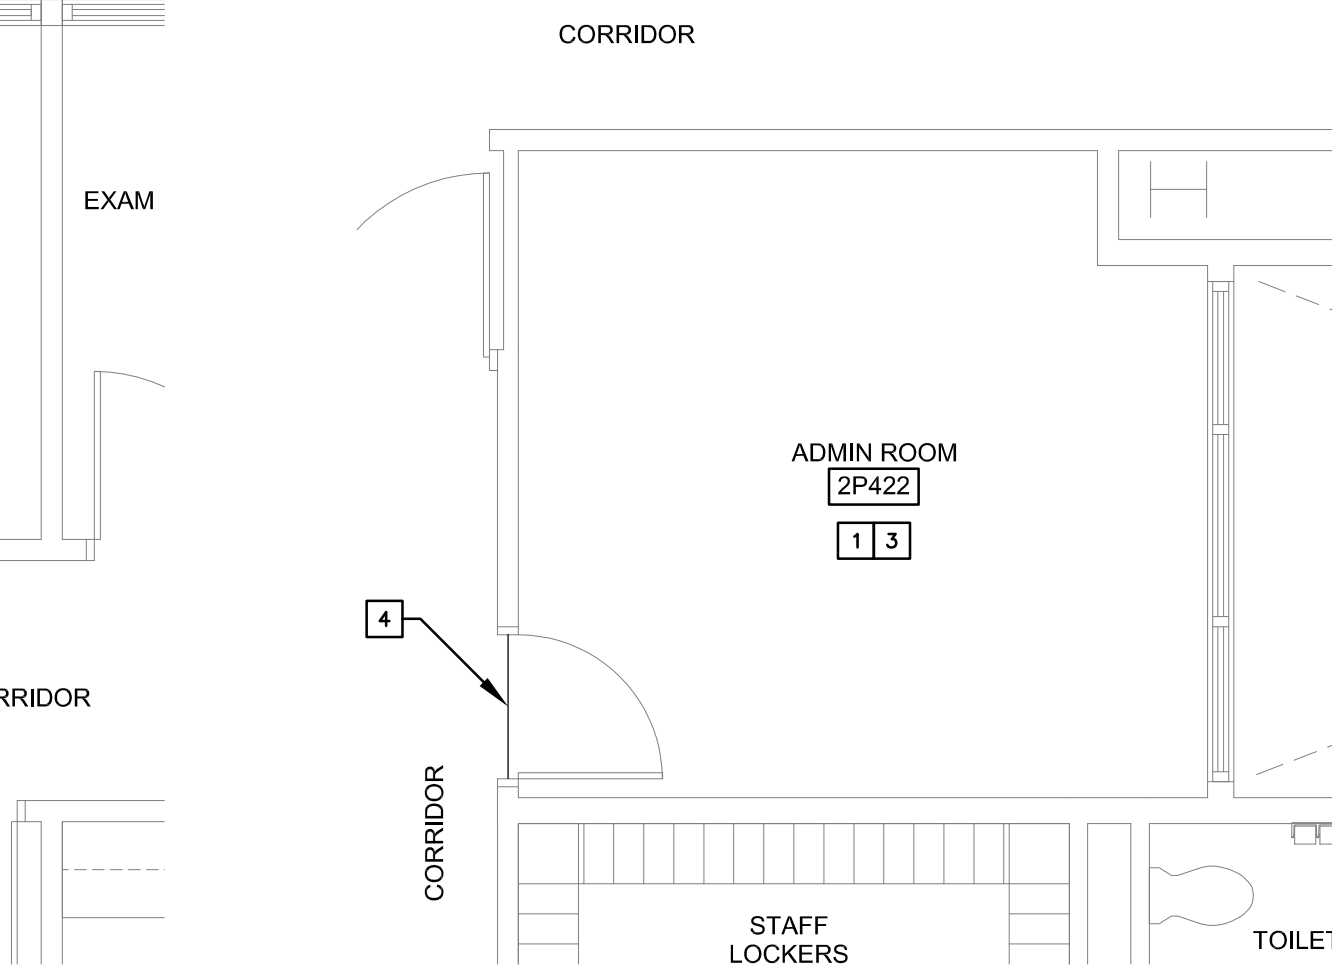 CORRIDOR
EXAM
ADMIN ROOM
2P422
1 3
4
RRIDOR
CORRIDOR
STAFF
LOCKERS
TOILET